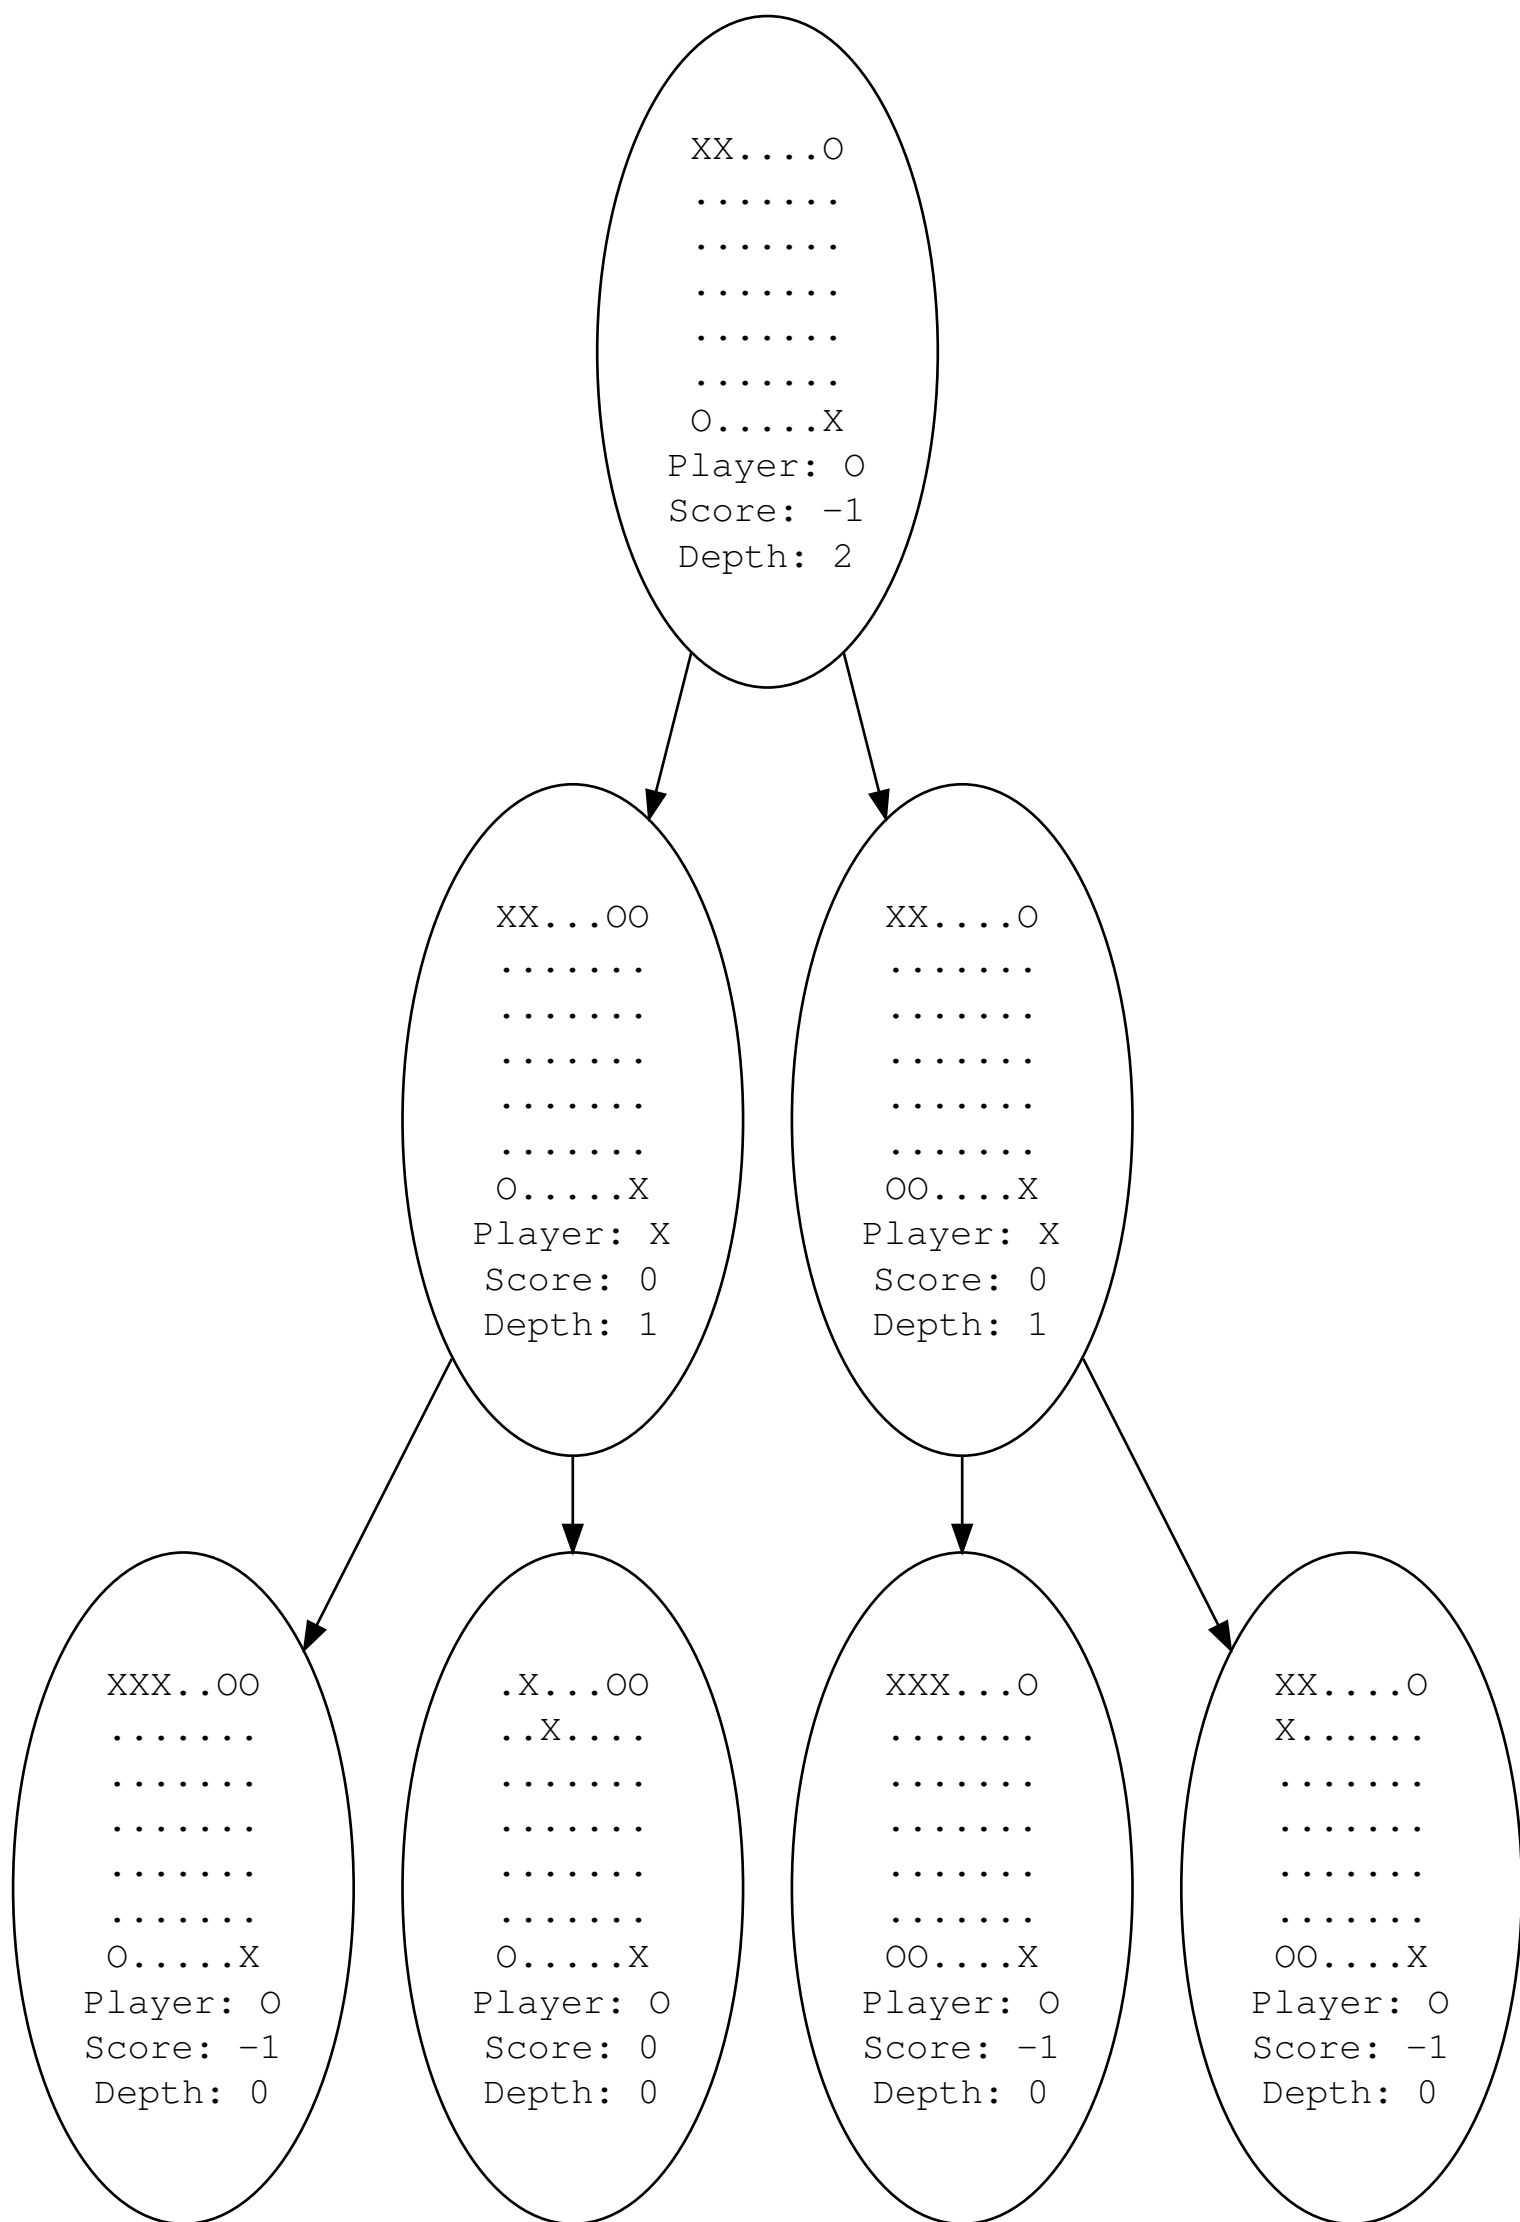 XX....O
.......
.......
.......
.......
.......
O.....X
Player: O
Score: -1
Depth: 2
XX...OO
.......
.......
.......
.......
.......
O.....X
Player: X
Score: 0
Depth: 1
XX....O
.......
.......
.......
.......
.......
OO....X
Player: X
Score: 0
Depth: 1
XXX..OO
.......
.......
.......
.......
.......
O.....X
Player: O
Score: -1
Depth: 0
.X...OO
..X....
.......
.......
.......
.......
O.....X
Player: O
Score: 0
Depth: 0
XXX...O
.......
.......
.......
.......
.......
OO....X
Player: O
Score: -1
Depth: 0
XX....O
X......
.......
.......
.......
.......
OO....X
Player: O
Score: -1
Depth: 0